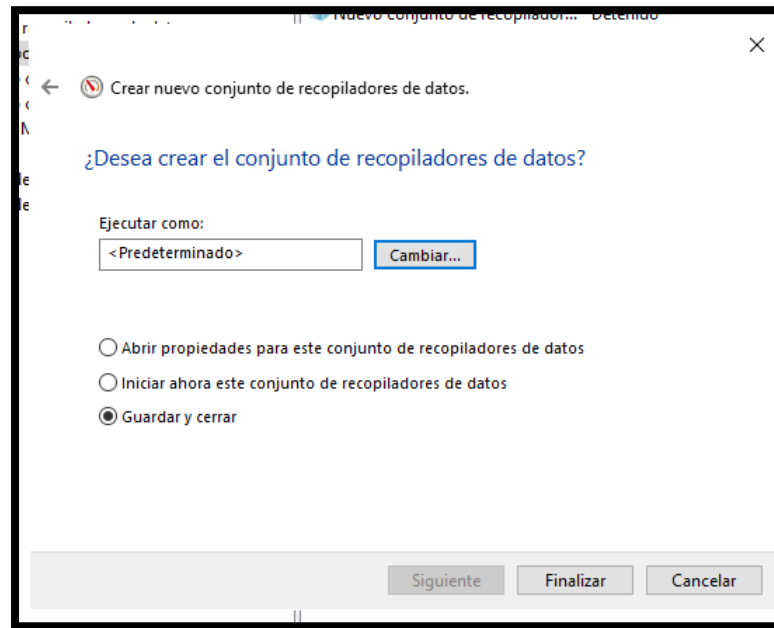 Nuevo conjunto de recopilador... Detenido
Crear nuevo conjunto de recopiladores de datos.
¿Desea crear el conjunto de recopiladores de datos?
Ejecutar como:
<Predeterminado>
Cambiar...
Abrir propiedades para este conjunto de recopiladores de datos
Iniciar ahora este conjunto de recopiladores de datos
Guardar y cerrar
Siguiente Finalizar Cancelar